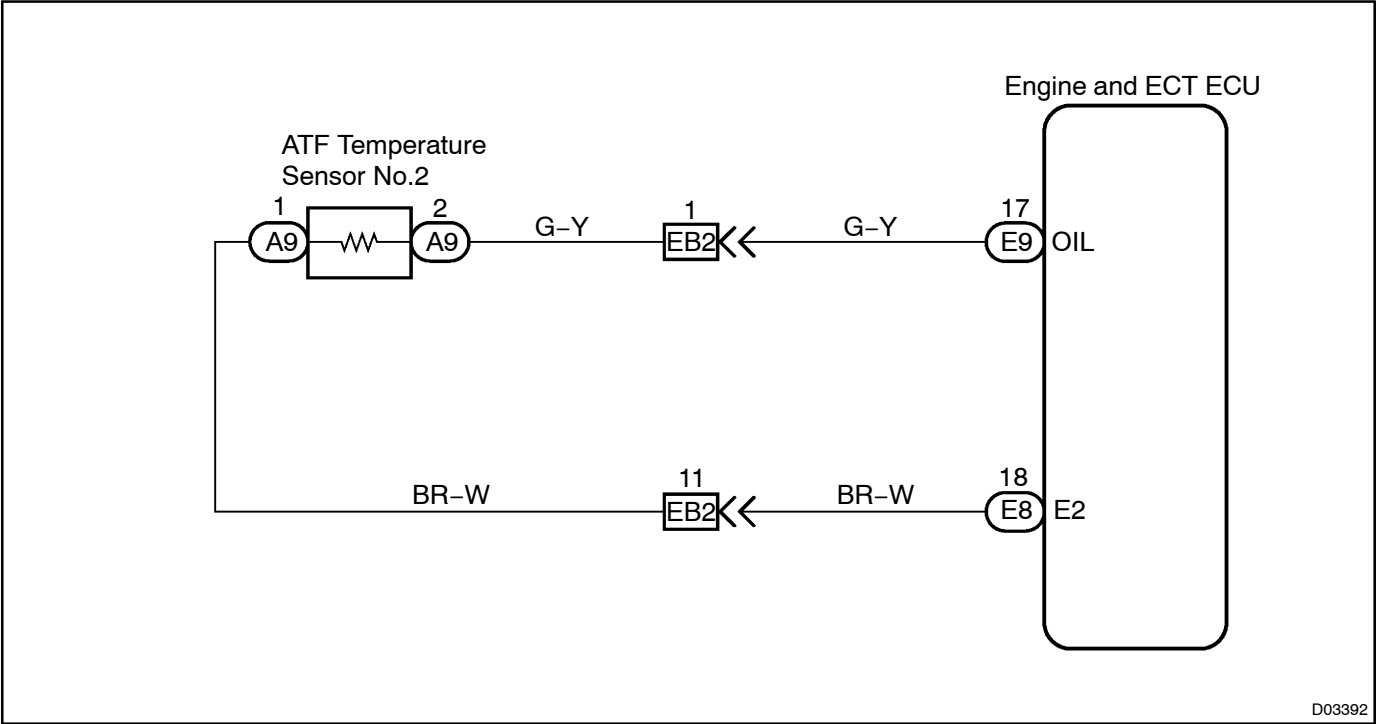 Engine and ECT ECU
ATF Temperature
Sensor No.2
1
2
1
17
A9
A9
G−Y
EB2
G−Y
E9
OIL
11
18
BR−W
EB2
BR−W
E8
E2
D03392